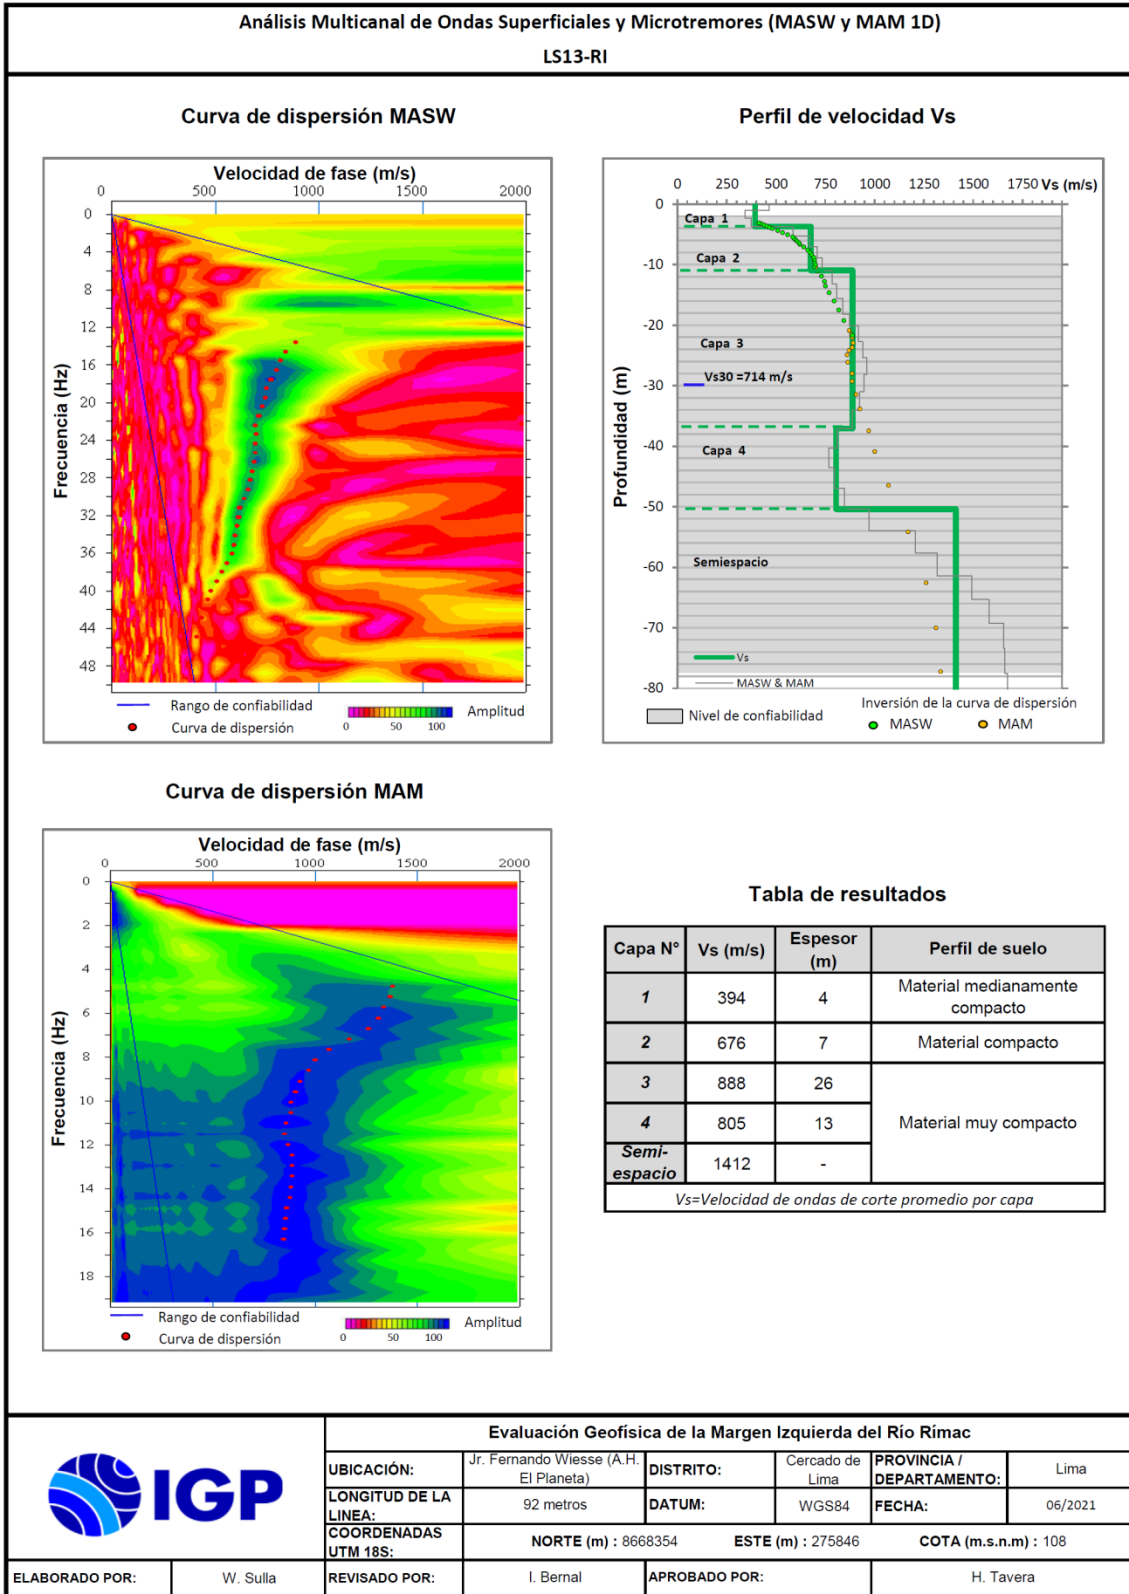 Análisis Multicanal de Ondas Superficiales y Microtremores (MASW y MAM 1D)
LS13-RI
Curva de dispersión MASW
Velocidad de fase (m/s)
0 500 1000 1500 2000
Frecuencia (Hz)
0
4
8
12
16
20
24
28
32
36
40
44
48
Rango de confiabilidad
Curva de dispersión
0 50 100
Amplitud
Perfil de velocidad Vs
0 250 500 750 1000 1250 1500 1750 Vs (m/s)
Profundidad (m)
0
-10
-20
-30
-40
-50
-60
-70
-80
Capa 1
Capa 2
Capa 3
Vs30 =714 m/s
Capa 4
Semiespacio
Vs
MASW & MAM
Nivel de confiabilidad
Inversión de la curva de dispersión
MASW MAM
Curva de dispersión MAM
Velocidad de fase (m/s)
0 500 1000 1500 2000
Frecuencia (Hz)
0
2
4
6
8
10
12
14
16
18
Rango de confiabilidad
Curva de dispersión
0 50 100
Amplitud
Tabla de resultados
Capa N° Vs (m/s) Espesor (m) Perfil de suelo
1 394 4 Material medianamente compacto
2 676 7 Material compacto
3 888 26
4 805 13 Material muy compacto
Semi-espacio 1412 -
Vs=Velocidad de ondas de corte promedio por capa
IGP
Evaluación Geofísica de la Margen Izquierda del Río Rímac
UBICACIÓN: Jr. Fernando Wiesse (A.H. El Planeta) DISTRITO: Cercado de Lima PROVINCIA / DEPARTAMENTO: Lima
LONGITUD DE LA LINEA: 92 metros DATUM: WGS84 FECHA: 06/2021
COORDENADAS UTM 18S: NORTE (m) : 8668354 ESTE (m) : 275846 COTA (m.s.n.m) : 108
ELABORADO POR: W. Sulla REVISADO POR: I. Bernal APROBADO POR: H. Tavera